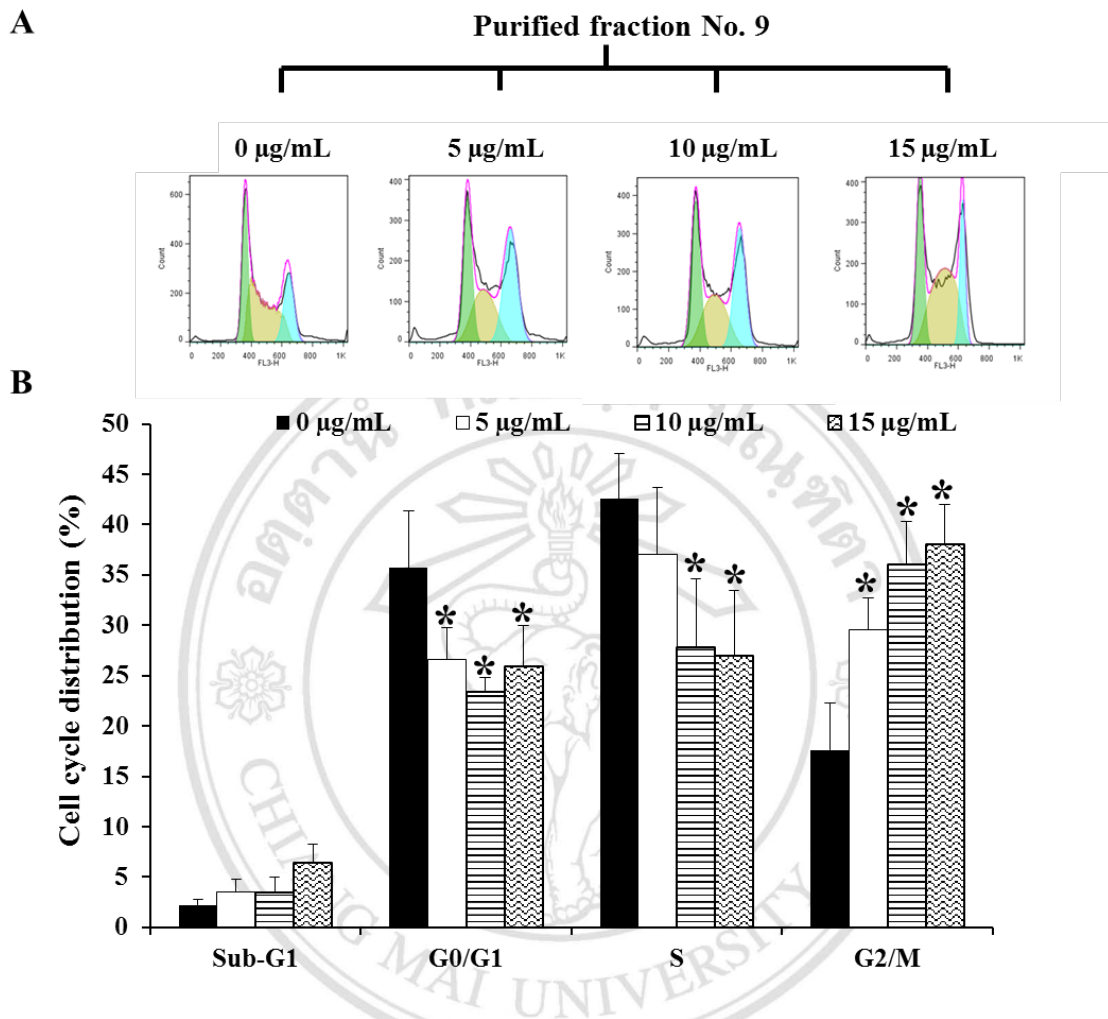 A
Purified fraction No. 9
0 µg/mL
5 µg/mL
10 µg/mL
15 µg/mL
600
400
200
0
Count
0 200 400 600 800 1K
FL3-H
400
300
200
100
0
Count
0 200 400 600 800 1K
FL3-H
400
300
200
100
0
Count
0 200 400 600 800 1K
FL3-H
400
300
200
100
0
Count
0 200 400 600 800 1K
FL3-H
B
0 µg/mL 5 µg/mL 10 µg/mL 15 µg/mL
Cell cycle distribution (%)
50
45
40
35
30
25
20
15
10
5
0
*
*
*
*
*
*
*
*
Sub-G1 G0/G1 S G2/M
CHIANG MAI UNIVERSITY